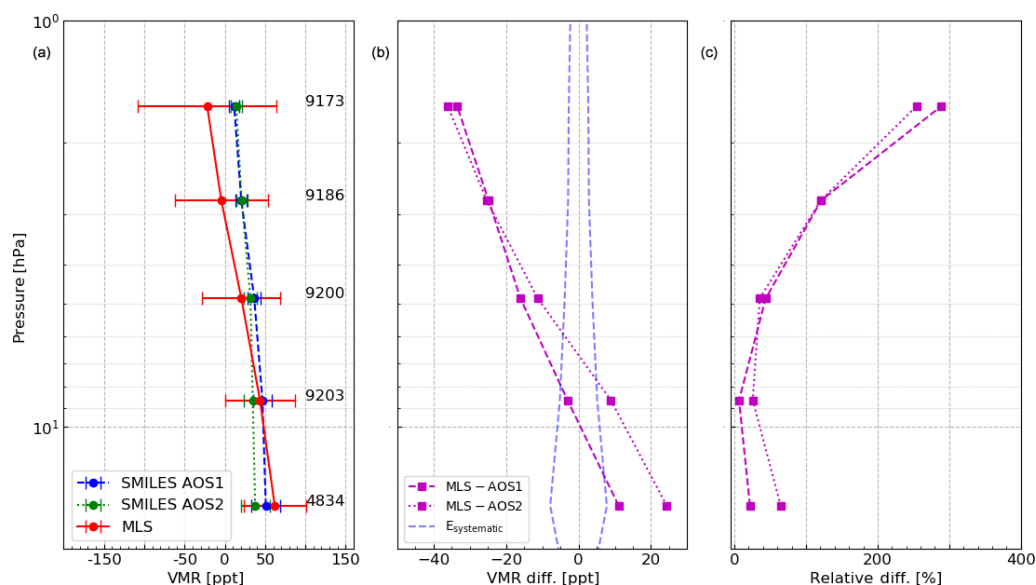 (a)
(b)
(c)
10⁰
10¹
Pressure [hPa]
9173
9186
9200
9203
4834
SMILES AOS1
SMILES AOS2
MLS
-150 -100 -50 0 50 100 150
VMR [ppt]
MLS − AOS1
MLS − AOS2
E_systematic
−40 −20 0 20
VMR diff. [ppt]
0 200 400
Relative diff. [%]